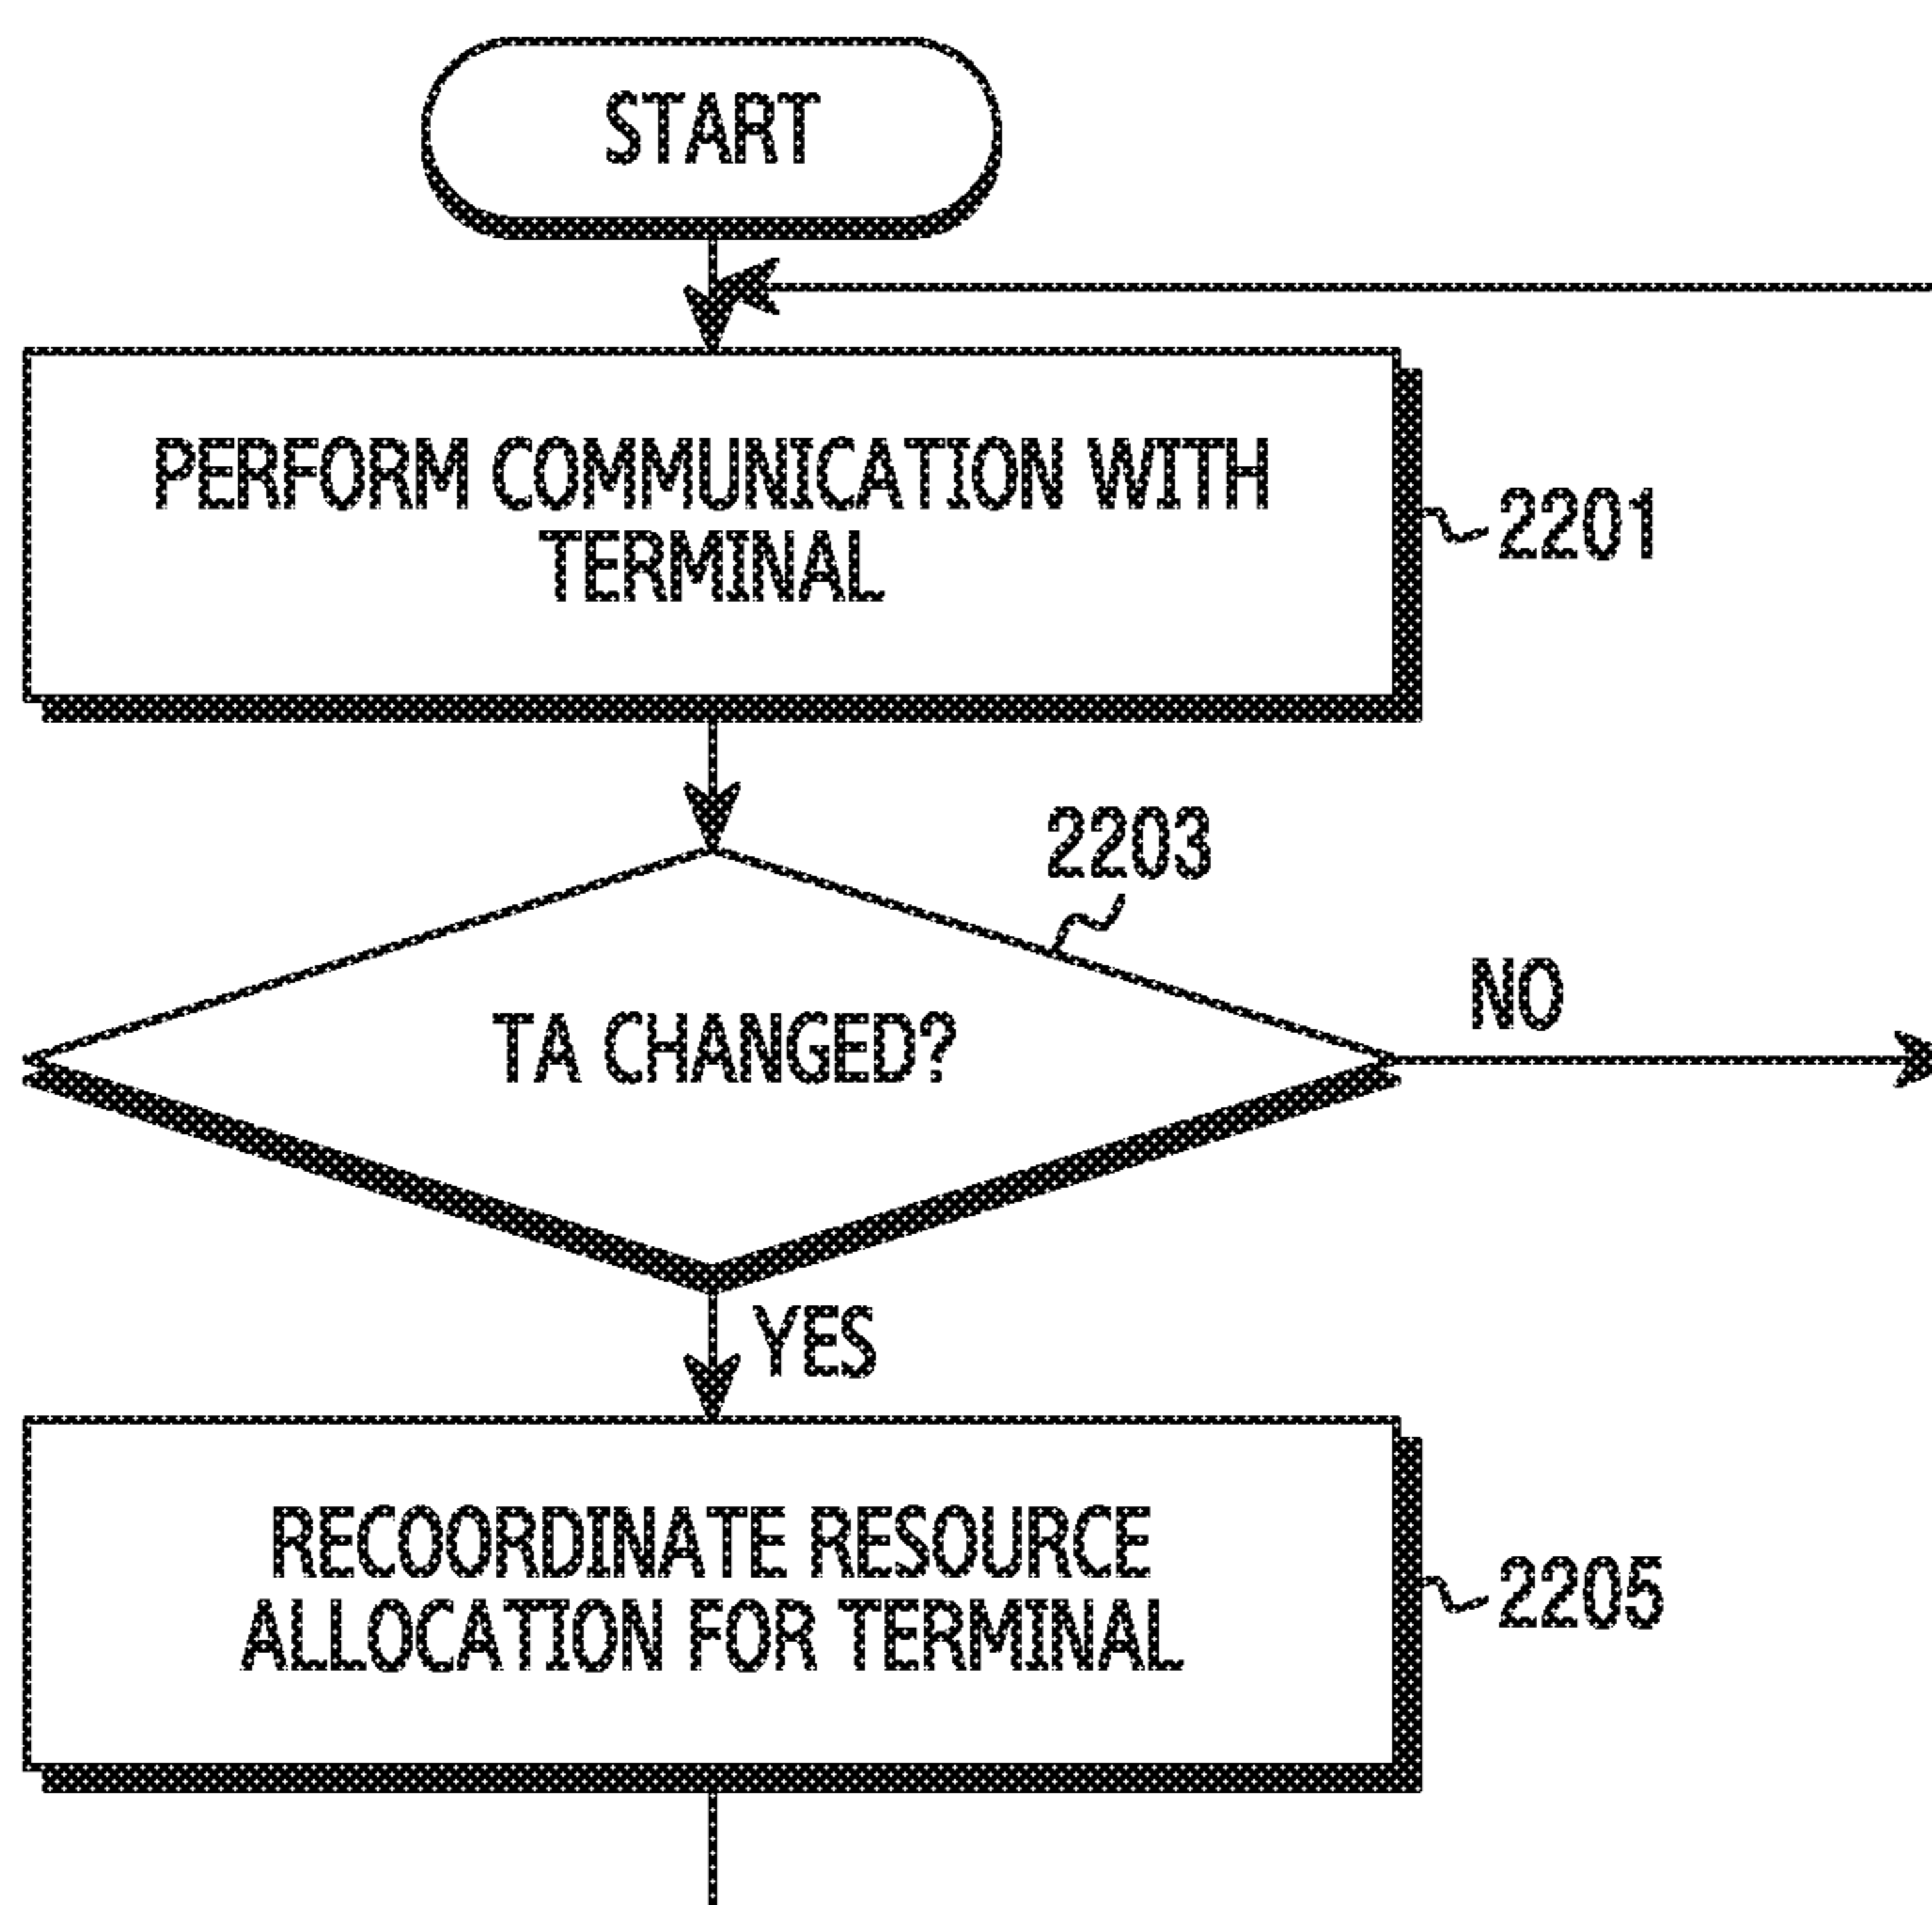 START
PERFORM COMMUNICATION WITH
TERMINAL
2201
2203
TA CHANGED?
NO
YES
RECOORDINATE RESOURCE
ALLOCATION FOR TERMINAL
2205